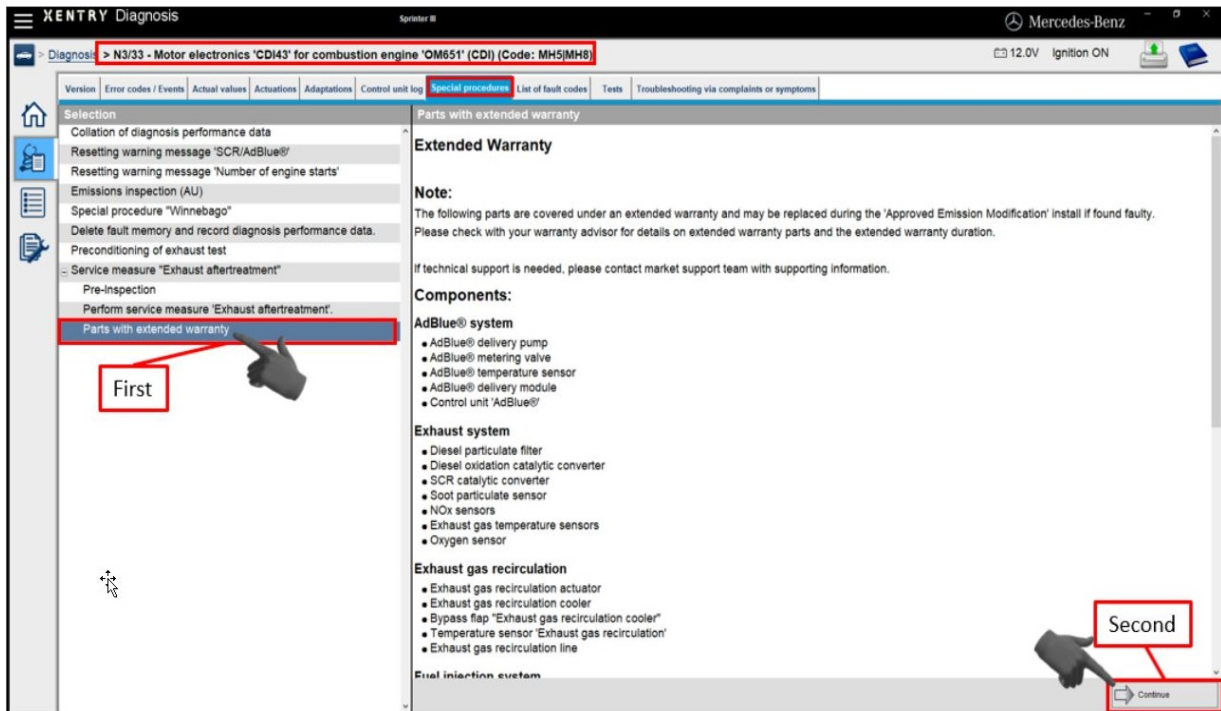 XENTRY Diagnosis
Sprinter III
Mercedes-Benz
> Diagnosis > N3/33 - Motor electronics 'CDI43' for combustion engine 'OM651' (CDI) (Code: MH5|MH8)
12.0V Ignition ON
Version Error codes / Events Actual values Actuations Adaptations Control unit log Special procedures List of fault codes Tests Troubleshooting via complaints or symptoms
Selection
Collation of diagnosis performance data
Resetting warning message 'SCR/AdBlue®'
Resetting warning message 'Number of engine starts'
Emissions inspection (AU)
Special procedure "Winnebago"
Delete fault memory and record diagnosis performance data.
Preconditioning of exhaust test
Service measure "Exhaust aftertreatment"
Pre-Inspection
Perform service measure 'Exhaust aftertreatment'.
Parts with extended warranty
First
Parts with extended warranty
Extended Warranty
Note:
The following parts are covered under an extended warranty and may be replaced during the 'Approved Emission Modification' install if found faulty.
Please check with your warranty advisor for details on extended warranty parts and the extended warranty duration.
If technical support is needed, please contact market support team with supporting information.
Components:
AdBlue® system
• AdBlue® delivery pump
• AdBlue® metering valve
• AdBlue® temperature sensor
• AdBlue® delivery module
• Control unit 'AdBlue®'
Exhaust system
• Diesel particulate filter
• Diesel oxidation catalytic converter
• SCR catalytic converter
• Soot particulate sensor
• NOx sensors
• Exhaust gas temperature sensors
• Oxygen sensor
Exhaust gas recirculation
• Exhaust gas recirculation actuator
• Exhaust gas recirculation cooler
• Bypass flap "Exhaust gas recirculation cooler"
• Temperature sensor 'Exhaust gas recirculation'
• Exhaust gas recirculation line
Fuel injection system
Second
Continue